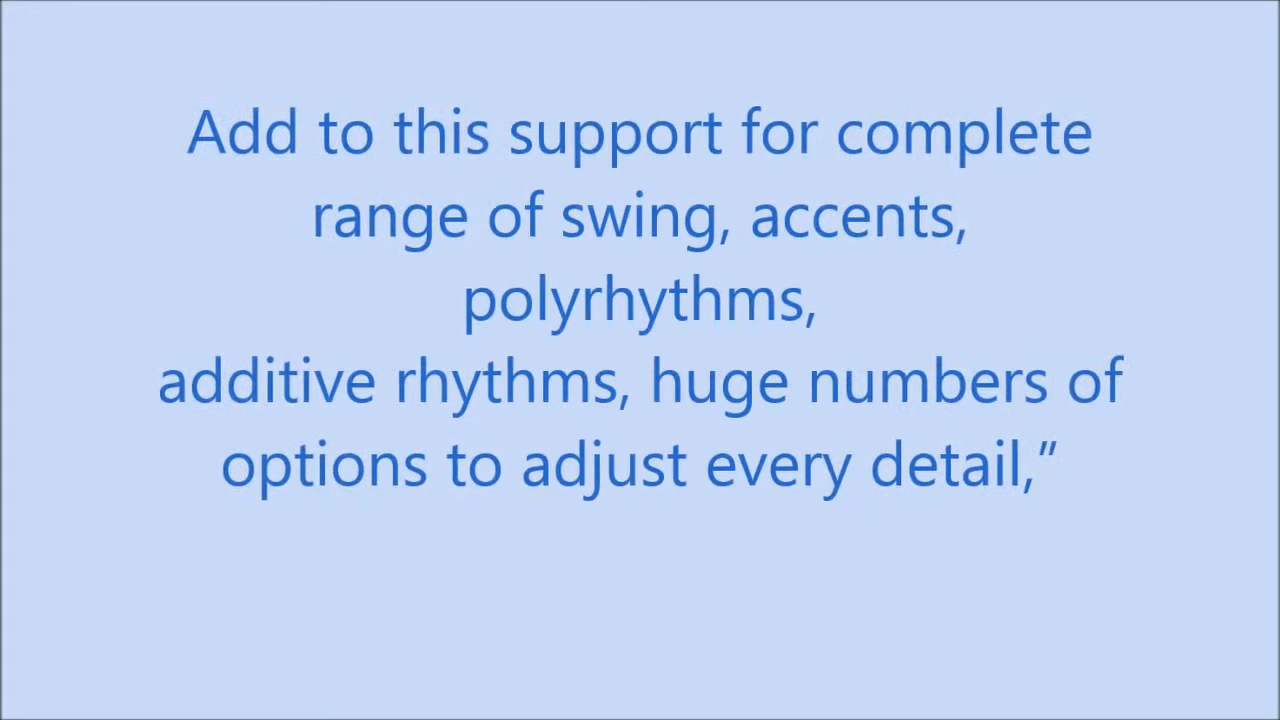 Add to this support for complete
range of swing, accents,
polyrhythms,
additive rhythms, huge numbers of
options to adjust every detail,”